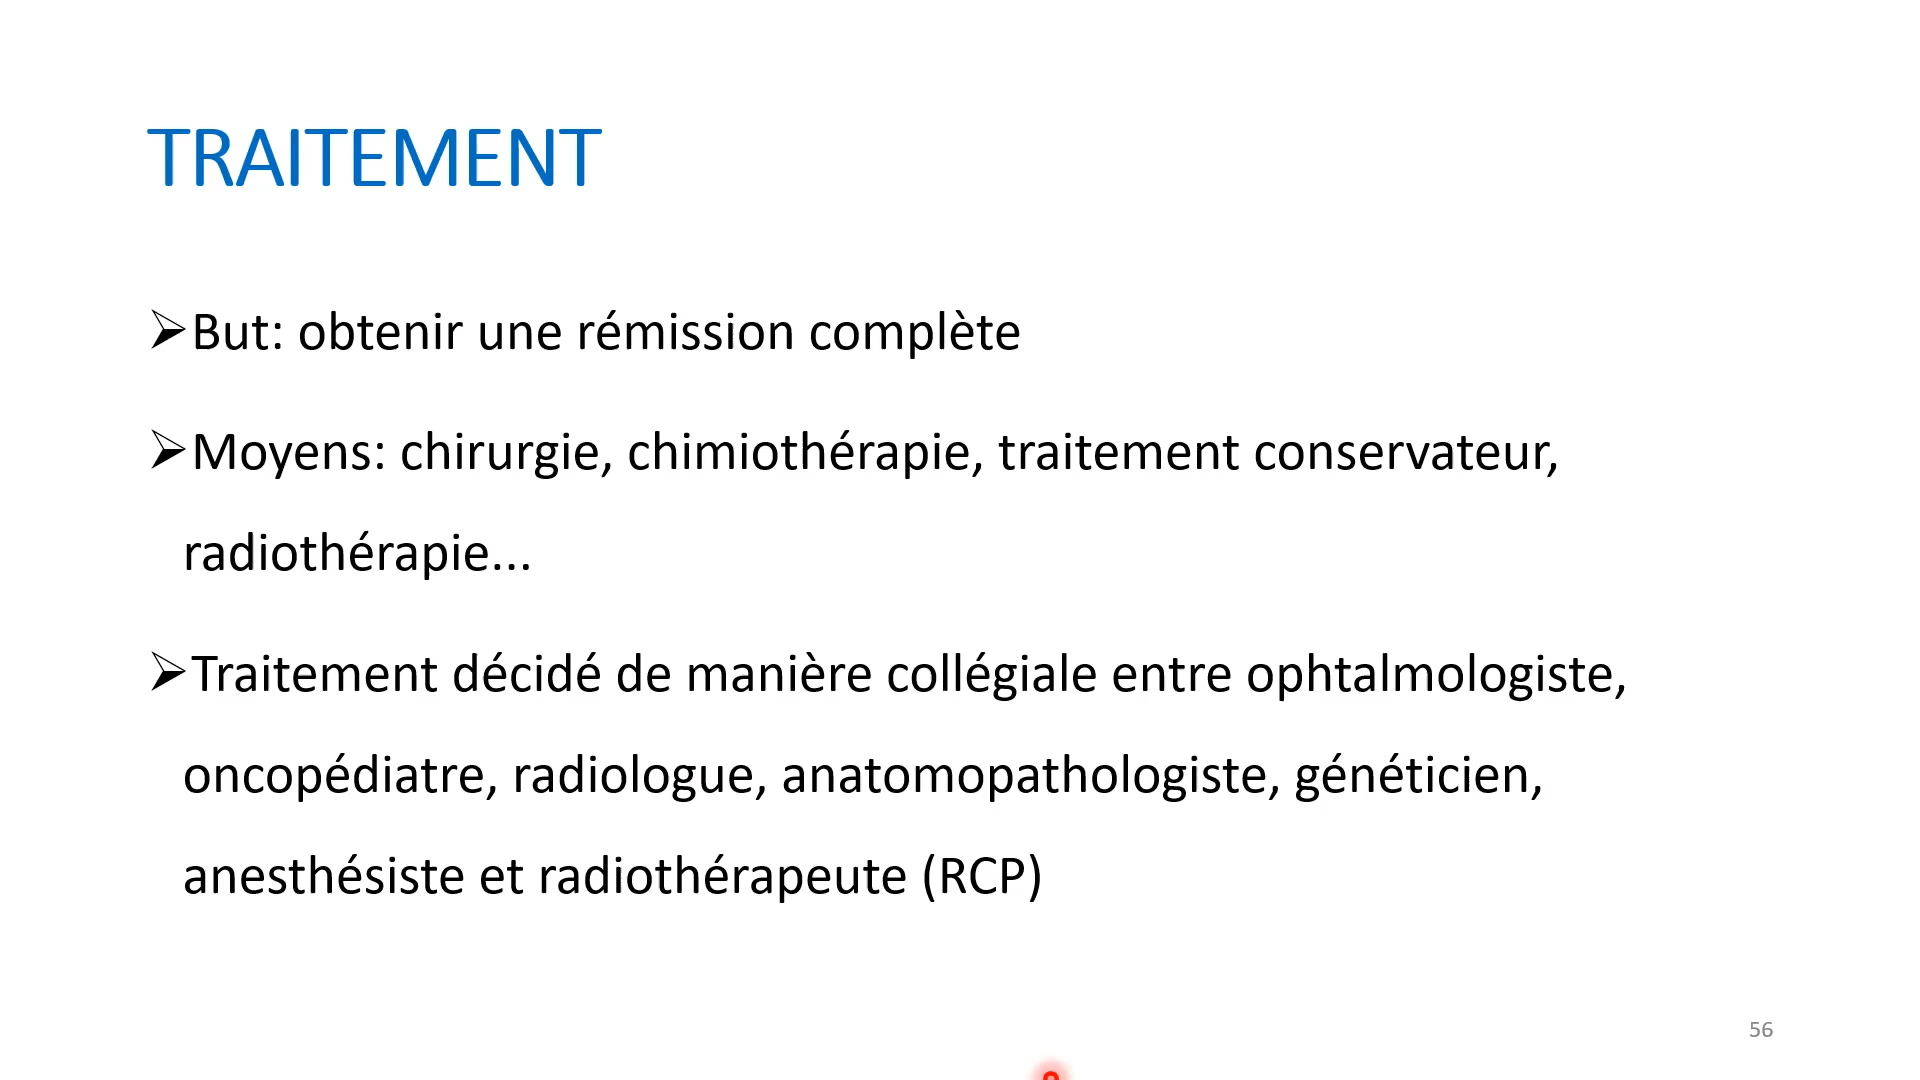 TRAITEMENT
➢But: obtenir une rémission complète
➢Moyens: chirurgie, chimiothérapie, traitement conservateur,
radiothérapie...
➢Traitement décidé de manière collégiale entre ophtalmologiste,
oncopédiatre, radiologue, anatomopathologiste, généticien,
anesthésiste et radiothérapeute (RCP)
56